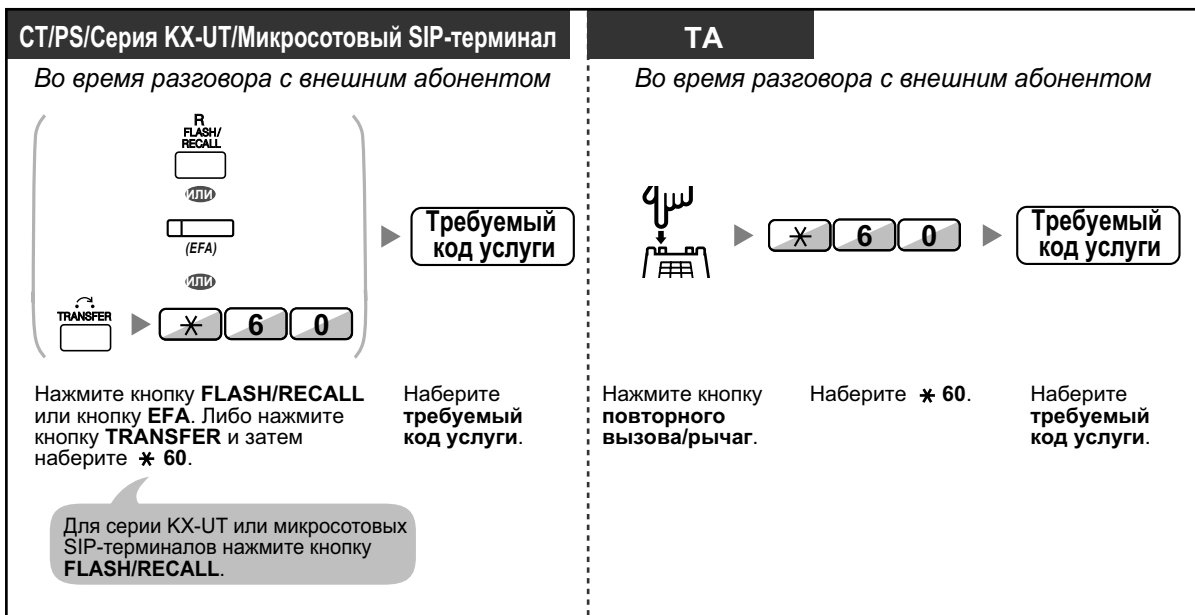 СТ/PS/Серия KX-UT/Микросотовый SIP-терминал
Во время разговора с внешним абонентом
R
FLASH/
RECALL
или
(EFA)
или
TRANSFER
✳ 6 0
Требуемый
код услуги
Нажмите кнопку FLASH/RECALL
или кнопку EFA. Либо нажмите
кнопку TRANSFER и затем
наберите ✳ 60.
Наберите
требуемый
код услуги.
Для серии KX-UT или микросотовых
SIP-терминалов нажмите кнопку
FLASH/RECALL.
ТА
Во время разговора с внешним абонентом
✳ 6 0
Требуемый
код услуги
Нажмите кнопку
повторного
вызова/рычаг.
Наберите ✳ 60.
Наберите
требуемый
код услуги.